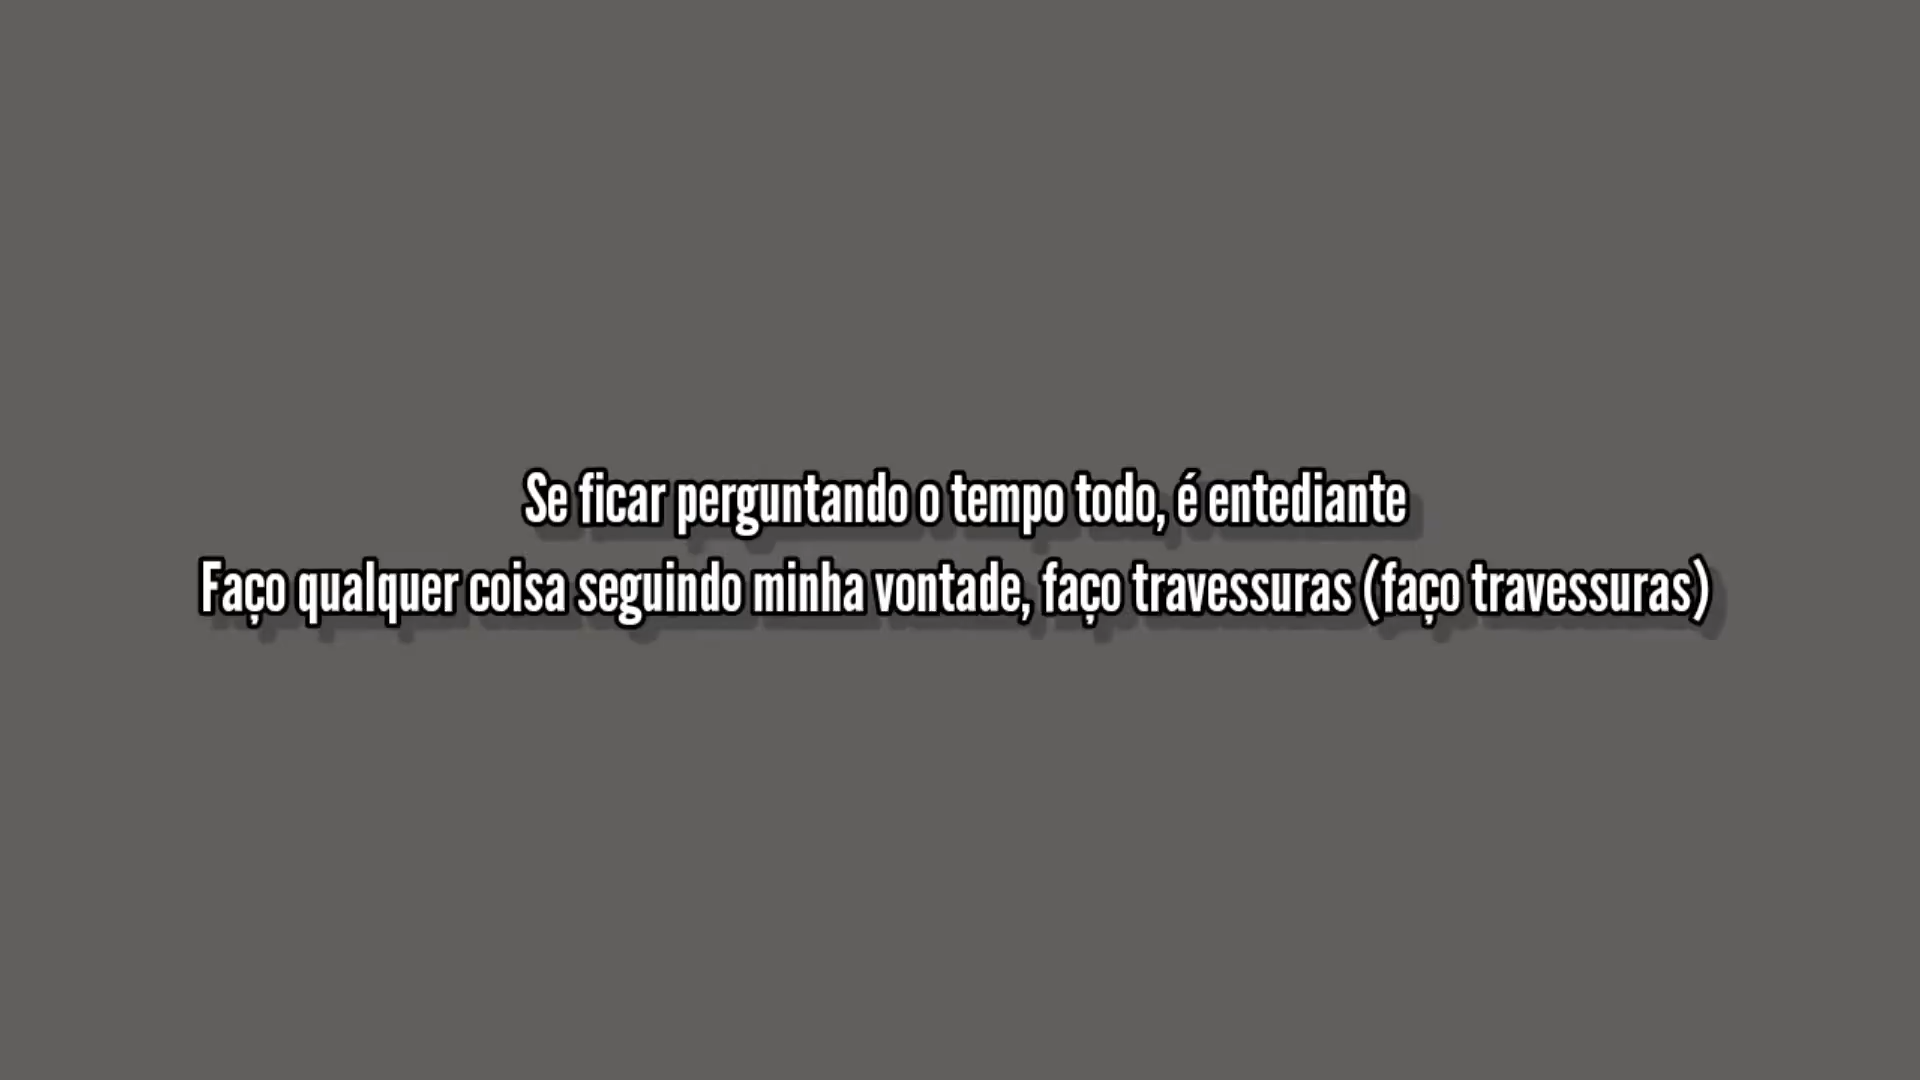 Se ficar perguntando o tempo todo, é entediante
Faço qualquer coisa seguindo minha vontade, faço travessuras (faço travessuras)